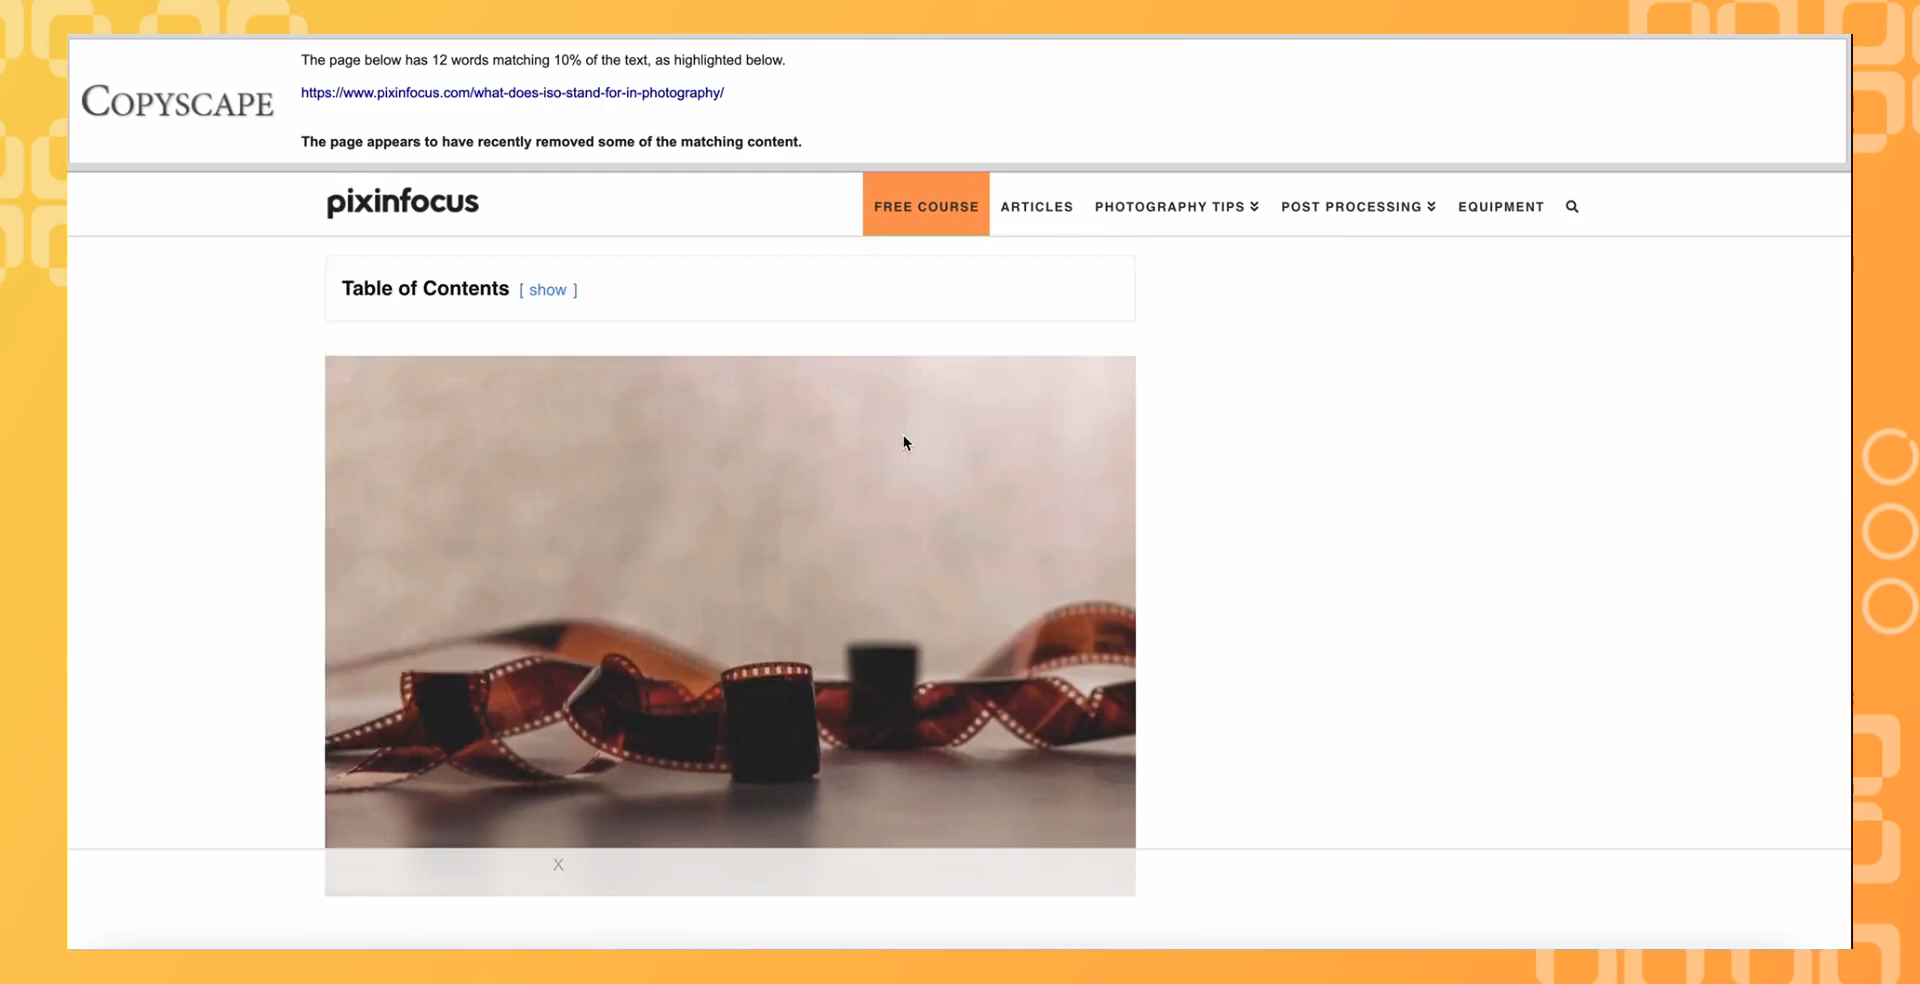 The page below has 12 words matching 10% of the text, as highlighted below.
https://www.pixinfocus.com/what-does-iso-stand-for-in-photography/
COPYSCAPE
The page appears to have recently removed some of the matching content.
pixinfocus
FREE COURSE ARTICLES PHOTOGRAPHY TIPS POST PROCESSING EQUIPMENT
Table of Contents [ show ]
X